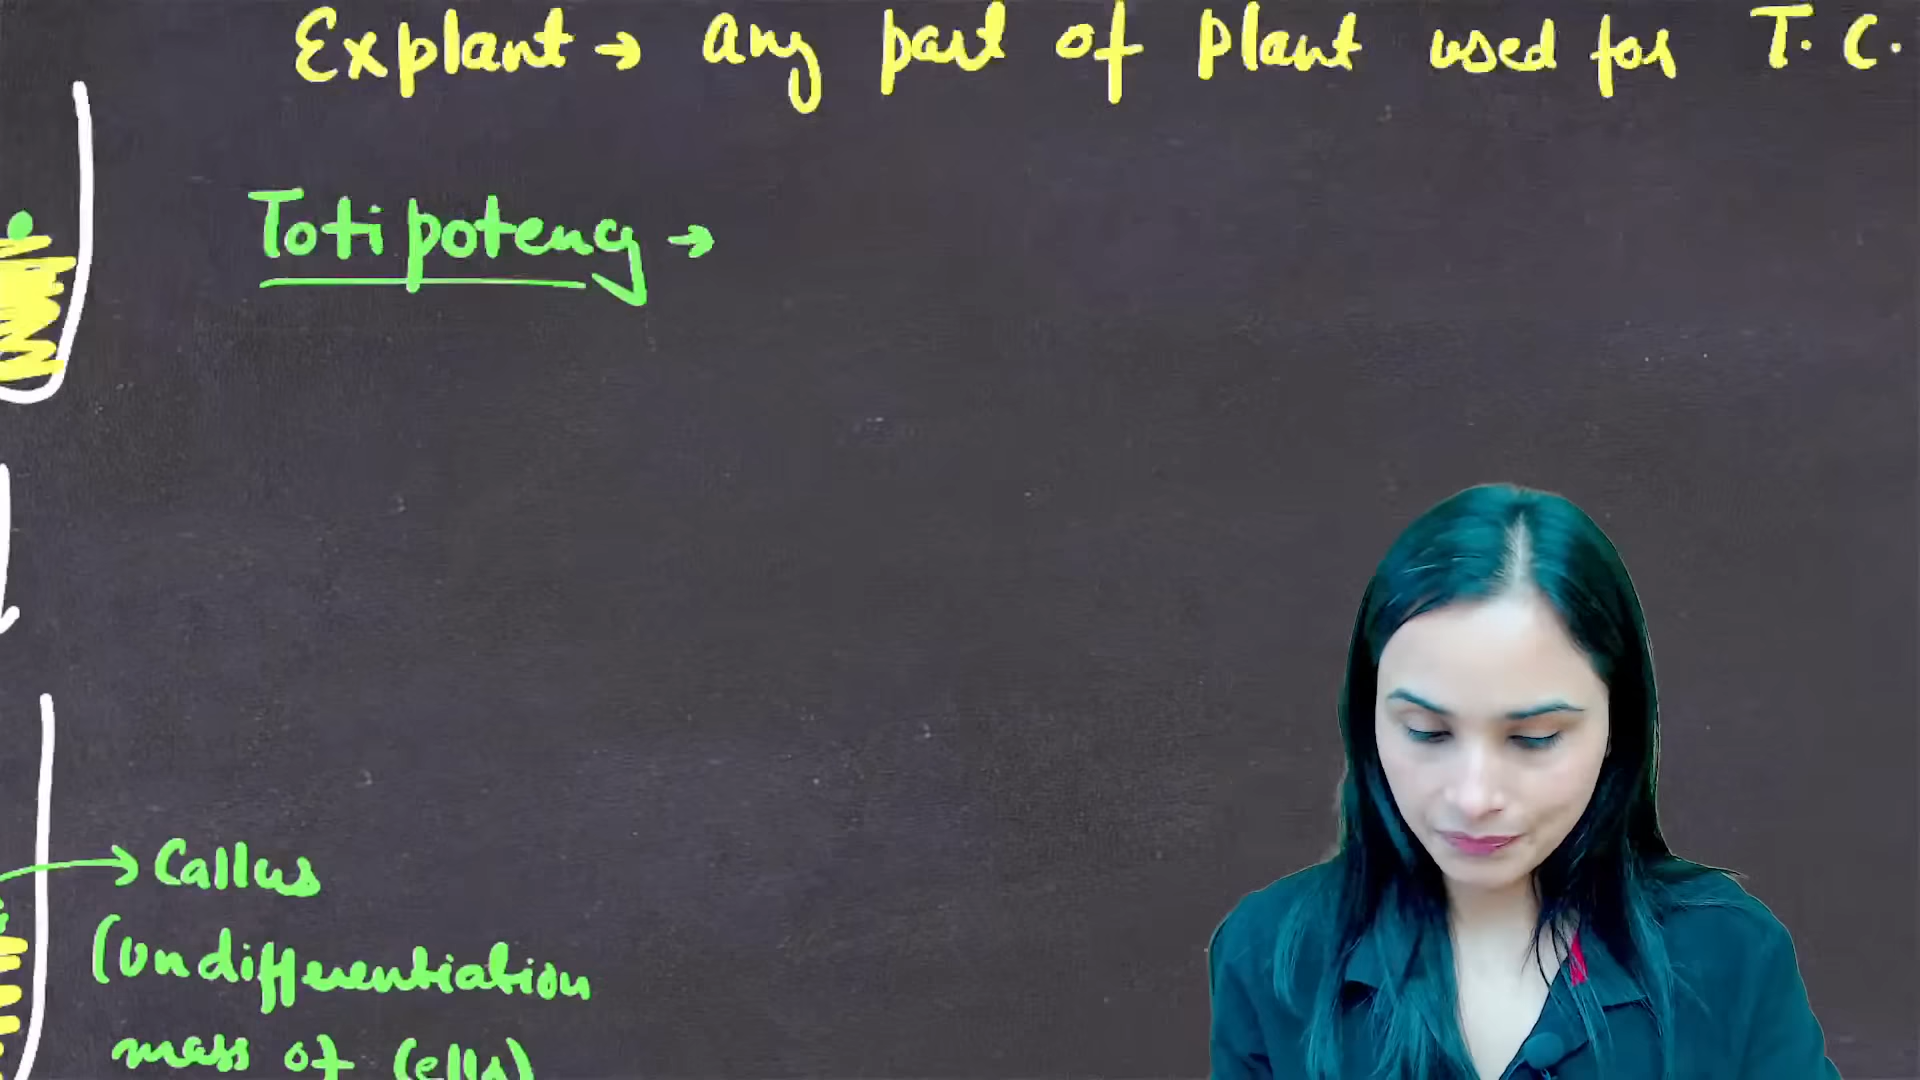 Explant → any part of plant used for T. C.
Totipotency →
→ Callus
(Undifferentiation
mass of cells)